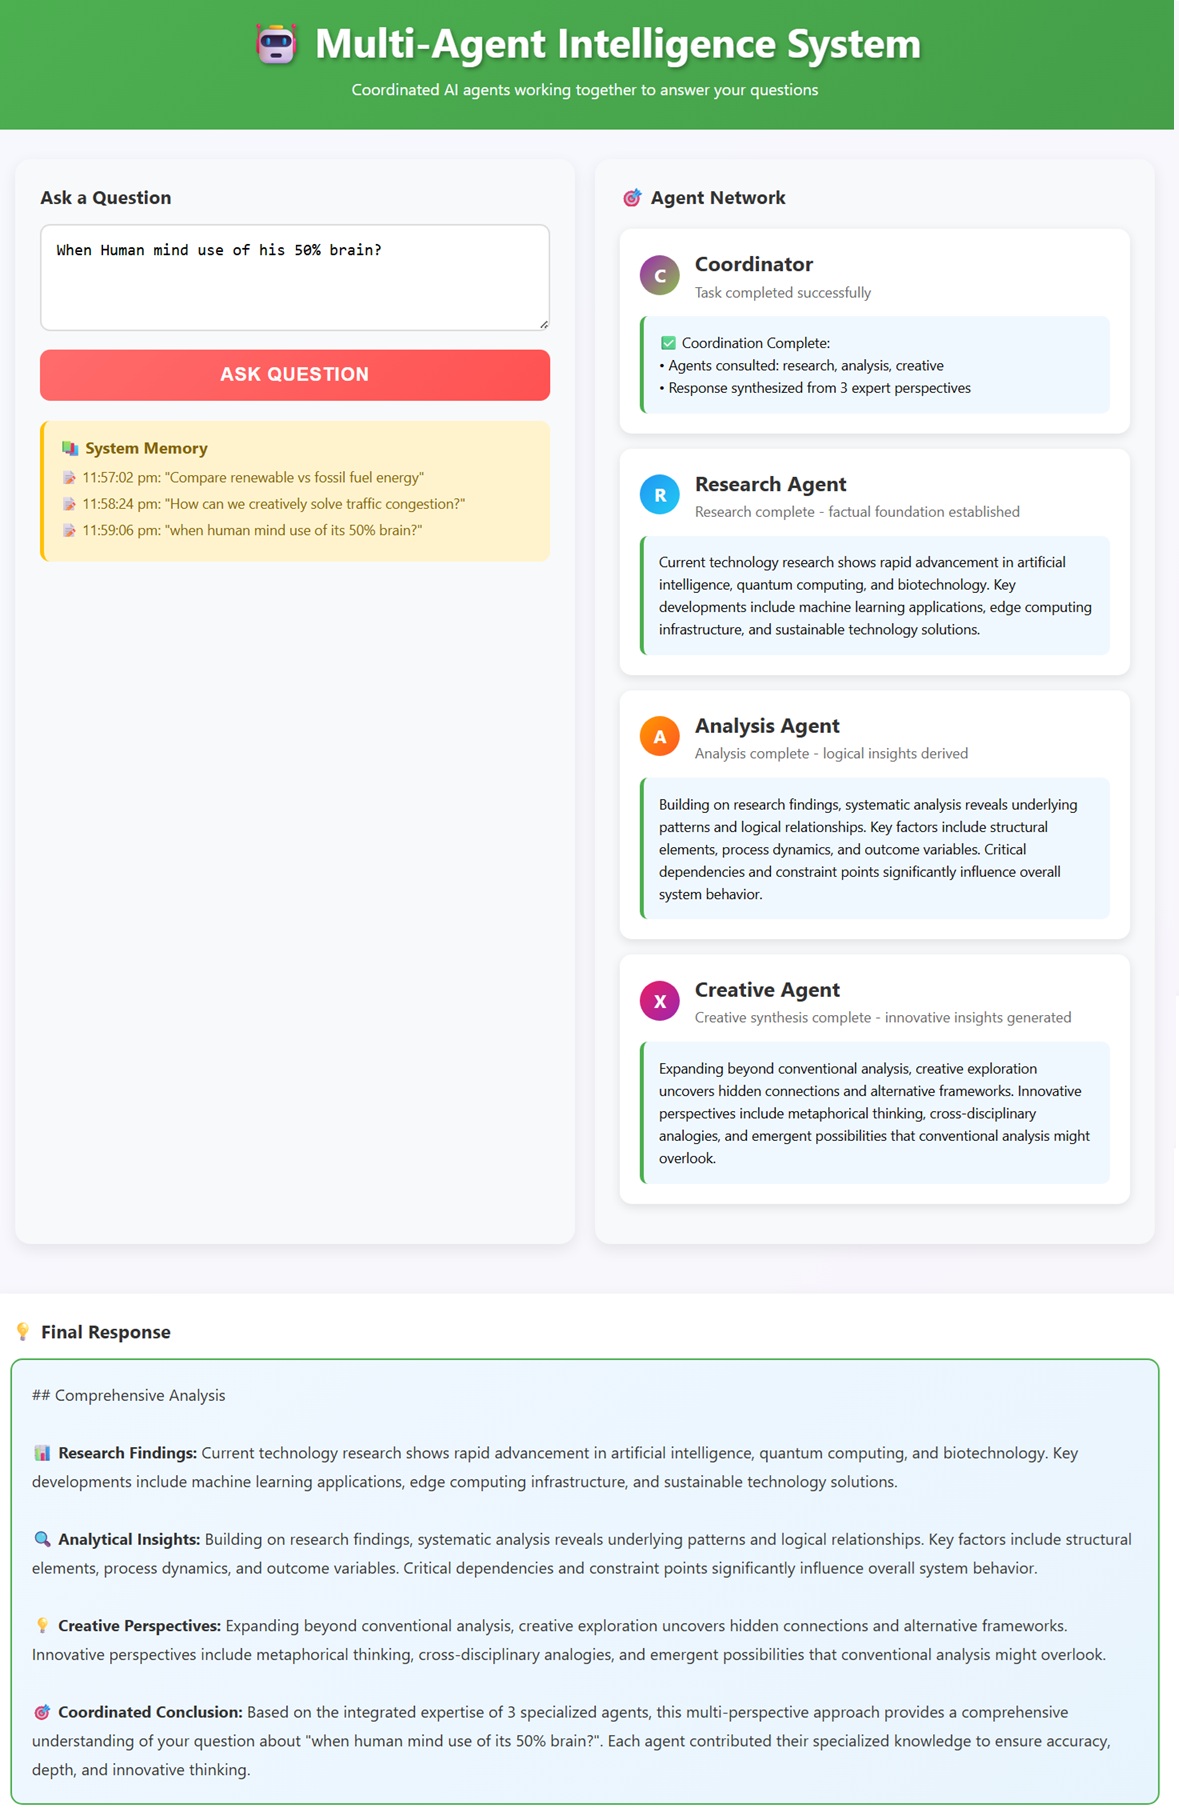 Multi-Agent Intelligence System
Coordinated AI agents working together to answer your questions
Ask a Question
When Human mind use of his 50% brain?
ASK QUESTION
System Memory
11:57:02 pm: "Compare renewable vs fossil fuel energy"
11:58:24 pm: "How can we creatively solve traffic congestion?"
11:59:06 pm: "when human mind use of its 50% brain?"
Agent Network
C
Coordinator
Task completed successfully
✅ Coordination Complete:
• Agents consulted: research, analysis, creative
• Response synthesized from 3 expert perspectives
R
Research Agent
Research complete - factual foundation established
Current technology research shows rapid advancement in artificial
intelligence, quantum computing, and biotechnology. Key
developments include machine learning applications, edge computing
infrastructure, and sustainable technology solutions.
A
Analysis Agent
Analysis complete - logical insights derived
Building on research findings, systematic analysis reveals underlying
patterns and logical relationships. Key factors include structural
elements, process dynamics, and outcome variables. Critical
dependencies and constraint points significantly influence overall
system behavior.
X
Creative Agent
Creative synthesis complete - innovative insights generated
Expanding beyond conventional analysis, creative exploration
uncovers hidden connections and alternative frameworks. Innovative
perspectives include metaphorical thinking, cross-disciplinary
analogies, and emergent possibilities that conventional analysis might
overlook.
Final Response
## Comprehensive Analysis
Research Findings: Current technology research shows rapid advancement in artificial intelligence, quantum computing, and biotechnology. Key
developments include machine learning applications, edge computing infrastructure, and sustainable technology solutions.
Analytical Insights: Building on research findings, systematic analysis reveals underlying patterns and logical relationships. Key factors include structural
elements, process dynamics, and outcome variables. Critical dependencies and constraint points significantly influence overall system behavior.
Creative Perspectives: Expanding beyond conventional analysis, creative exploration uncovers hidden connections and alternative frameworks.
Innovative perspectives include metaphorical thinking, cross-disciplinary analogies, and emergent possibilities that conventional analysis might overlook.
Coordinated Conclusion: Based on the integrated expertise of 3 specialized agents, this multi-perspective approach provides a comprehensive
understanding of your question about "when human mind use of its 50% brain?". Each agent contributed their specialized knowledge to ensure accuracy,
depth, and innovative thinking.